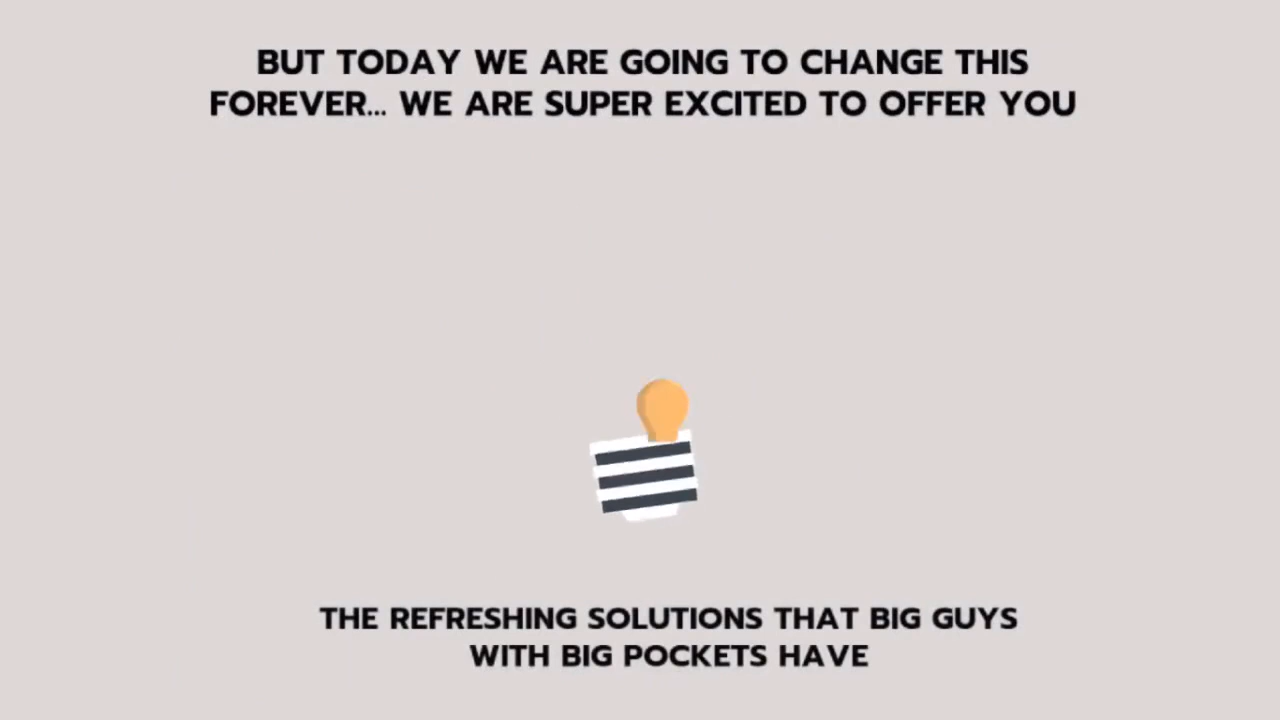 BUT TODAY WE ARE GOING TO CHANGE THIS
FOREVER... WE ARE SUPER EXCITED TO OFFER YOU
THE REFRESHING SOLUTIONS THAT BIG GUYS
WITH BIG POCKETS HAVE